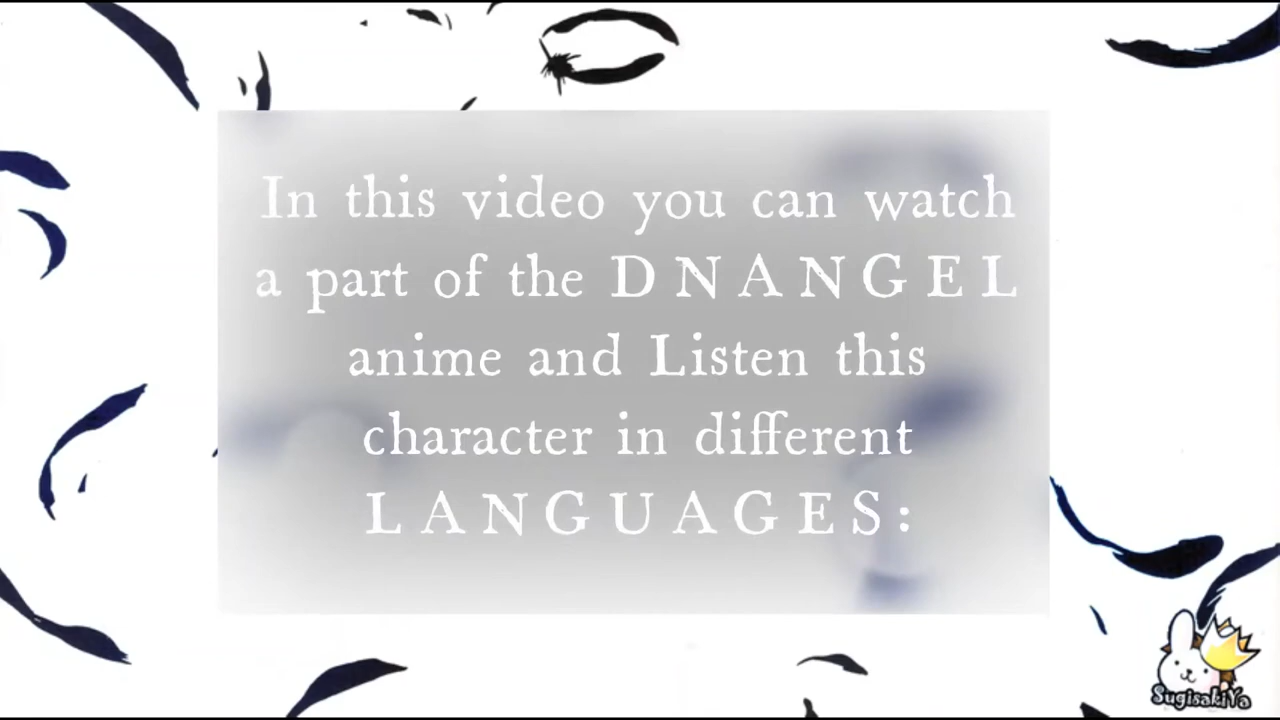 In this video you can watch
a part of the DNANGEL
anime and Listen this
character in different
LANGUAGES:
SugisakiYa